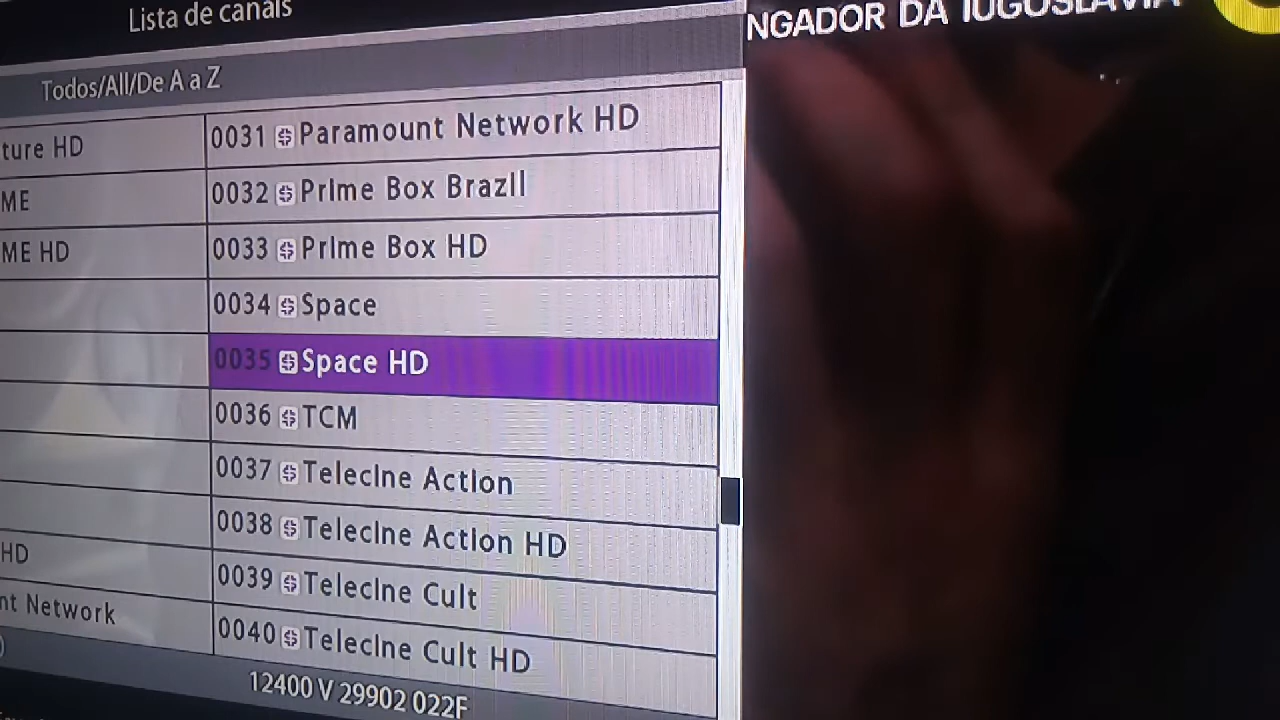 Lista de canais
NGADOR DA IUGOSLÁVIA
Todos/All/De A a Z
ture HD
ME
ME HD
HD
nt Network
0031 Paramount Network HD
0032 Prime Box Brazil
0033 Prime Box HD
0034 Space
0035 Space HD
0036 TCM
0037 Telecine Action
0038 Telecine Action HD
0039 Telecine Cult
0040 Telecine Cult HD
12400 V 29902 022F